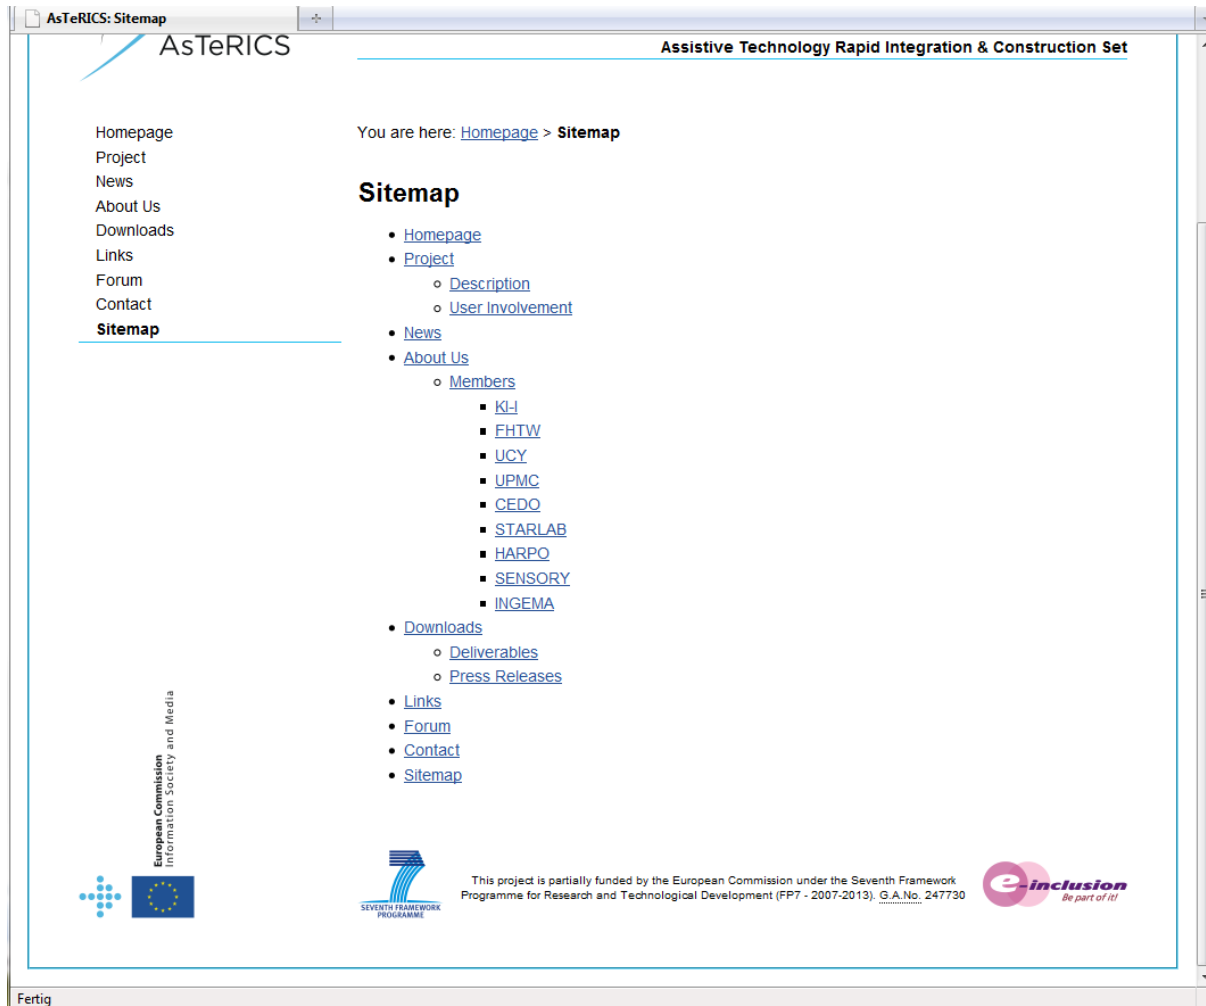 AsTeRICS: Sitemap
AsTeRICS
Assistive Technology Rapid Integration & Construction Set
Homepage
Project
News
About Us
Downloads
Links
Forum
Contact
Sitemap
You are here: Homepage > Sitemap
Sitemap
Homepage
Project
Description
User Involvement
News
About Us
Members
KI-I
FHTW
UCY
UPMC
CEDO
STARLAB
HARPO
SENSORY
INGEMA
Downloads
Deliverables
Press Releases
Links
Forum
Contact
Sitemap
European Commission
Information Society and Media
SEVENTH FRAMEWORK
PROGRAMME
This project is partially funded by the European Commission under the Seventh Framework
Programme for Research and Technological Development (FP7 - 2007-2013). G.A.No. 247730
e-inclusion
Be part of it!
Fertig